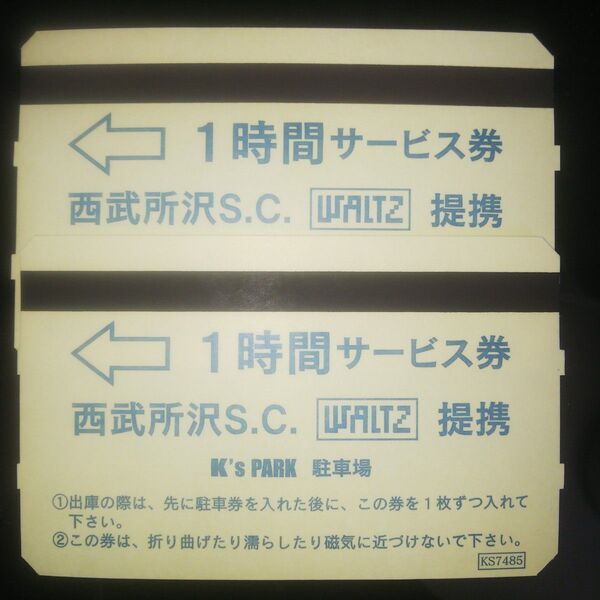 1時間サービス券
西武所沢S.C. WALTZ 提携
1時間サービス券
西武所沢S.C. WALTZ 提携
K's PARK 駐車場
①出庫の際は、先に駐車券を入れた後に、この券を1枚ずつ入れて
下さい。
②この券は、折り曲げたり濡らしたり磁気に近づけないで下さい。
KS7485